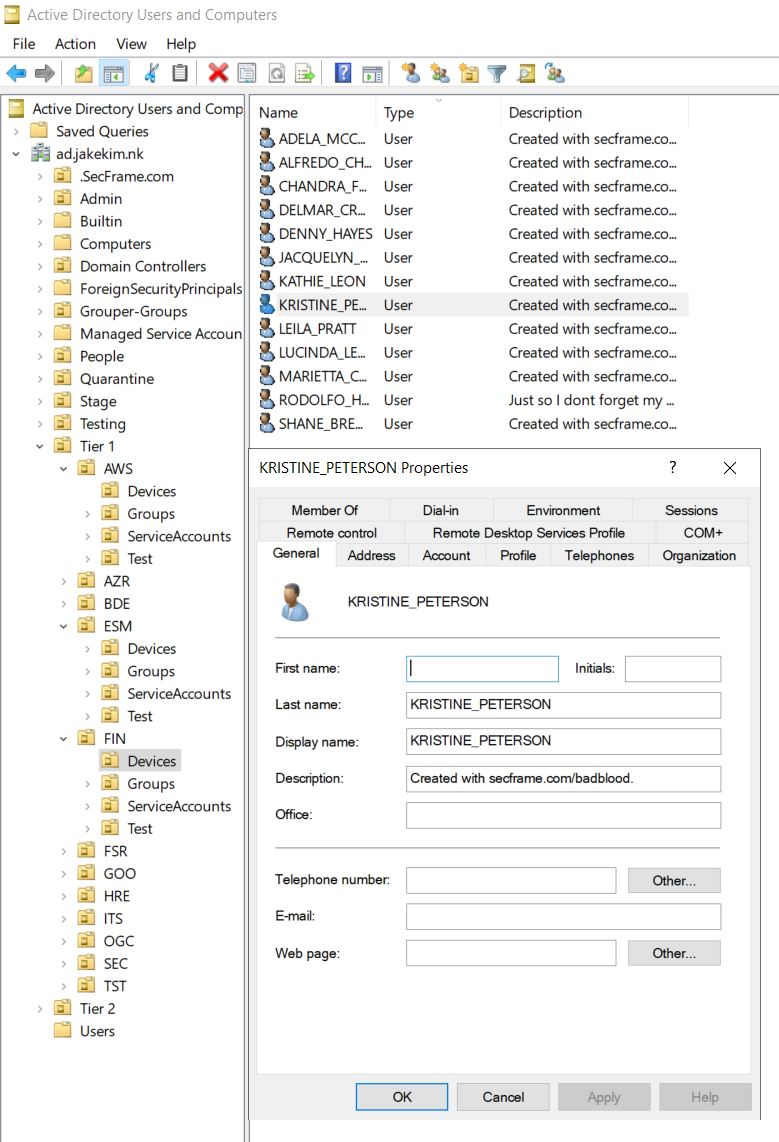 Active Directory Users and Computers
File Action View Help
Active Directory Users and Comp
Saved Queries
ad.jakekim.nk
.SecFrame.com
Admin
Builtin
Computers
Domain Controllers
ForeignSecurityPrincipals
Grouper-Groups
Managed Service Accoun
People
Quarantine
Stage
Testing
Tier 1
AWS
Devices
Groups
ServiceAccounts
Test
AZR
BDE
ESM
Devices
Groups
ServiceAccounts
Test
FIN
Devices
Groups
ServiceAccounts
Test
FSR
GOO
HRE
ITS
OGC
SEC
TST
Tier 2
Users
Name Type Description
ADELA_MCC... User Created with secframe.co...
ALFREDO_CH... User Created with secframe.co...
CHANDRA_F... User Created with secframe.co...
DELMAR_CR... User Created with secframe.co...
DENNY_HAYES User Created with secframe.co...
JACQUELYN_... User Created with secframe.co...
KATHIE_LEON User Created with secframe.co...
KRISTINE_PE... User Created with secframe.co...
LEILA_PRATT User Created with secframe.co...
LUCINDA_LE... User Created with secframe.co...
MARIETTA_C... User Created with secframe.co...
RODOLFO_H... User Just so I dont forget my ...
SHANE_BRE... User Created with secframe.co...
KRISTINE_PETERSON Properties ?
Member Of Dial-in Environment Sessions
Remote control Remote Desktop Services Profile COM+
General Address Account Profile Telephones Organization
KRISTINE_PETERSON
First name: Initials:
Last name: KRISTINE_PETERSON
Display name: KRISTINE_PETERSON
Description: Created with secframe.com/badblood.
Office:
Telephone number: Other...
E-mail:
Web page: Other...
OK Cancel Apply Help